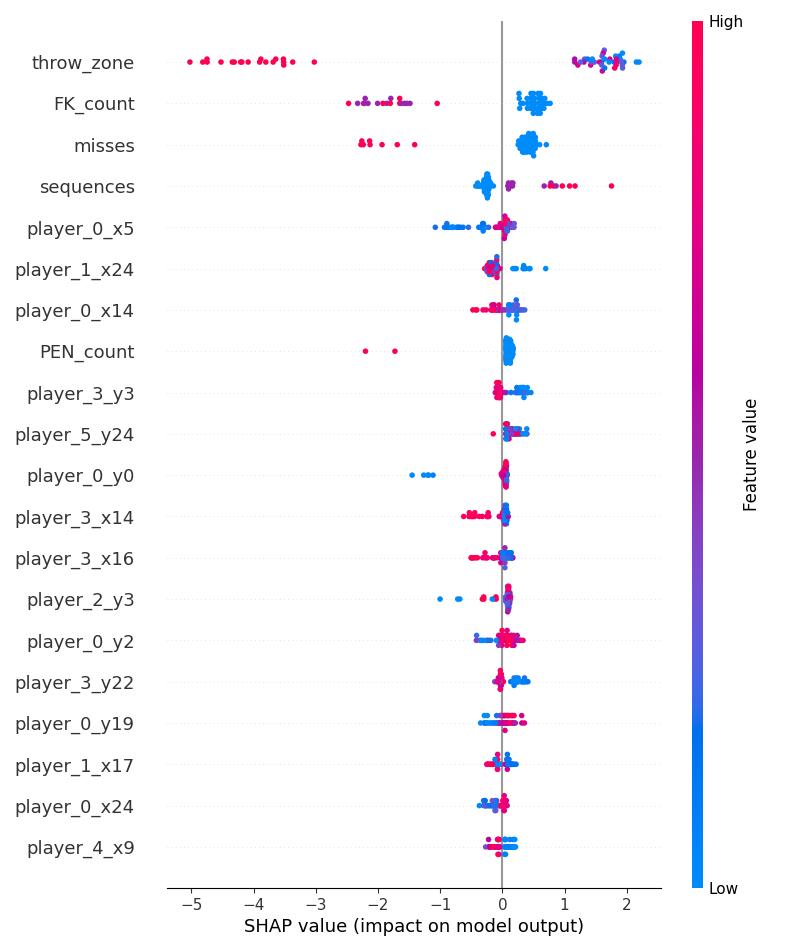 High
throw_zone
FK_count
misses
sequences
player_0_x5
player_1_x24
player_0_x14
PEN_count
player_3_y3
player_5_y24
player_0_y0
player_3_x14
player_3_x16
player_2_y3
player_0_y2
player_3_y22
player_0_y19
player_1_x17
player_0_x24
player_4_x9
Feature value
Low
−5 −4 −3 −2 −1 0 1 2
SHAP value (impact on model output)